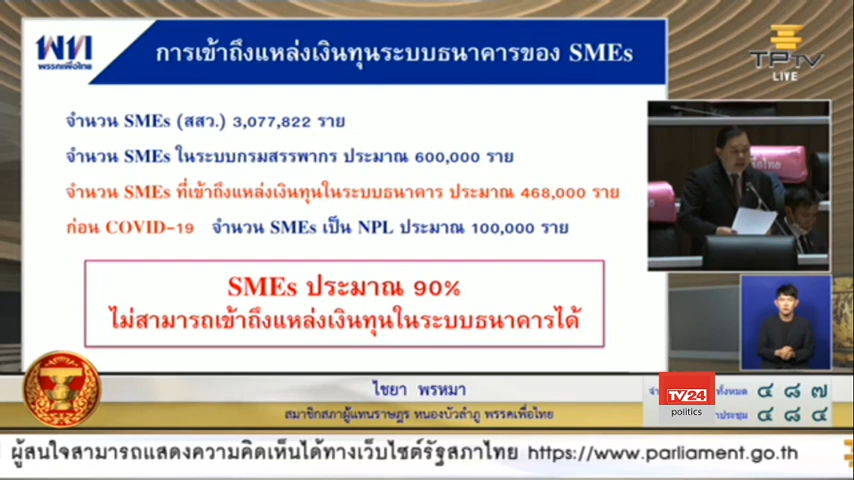 พท
พรรคเพื่อไทย
การเข้าถึงแหล่งเงินทุนระบบธนาคารของ SMEs
TPTV
LIVE
จำนวน SMEs (สสว.) 3,077,822 ราย
จำนวน SMEs ในระบบกรมสรรพากร ประมาณ 600,000 ราย
จำนวน SMEs ที่เข้าถึงแหล่งเงินทุนในระบบธนาคาร ประมาณ 468,000 ราย
ก่อน COVID-19 จำนวน SMEs เป็น NPL ประมาณ 100,000 ราย
SMEs ประมาณ 90%
ไม่สามารถเข้าถึงแหล่งเงินทุนในระบบธนาคารได้
ไชยา พรหมา
สมาชิกสภาผู้แทนราษฎร หนองบัวลำภู พรรคเพื่อไทย
TV24
politics
ทั้งหมด ๔ ๘ ๗
าประชุม ๔ ๘ ๔
ผู้สนใจสามารถแสดงความคิดเห็นได้ทางเว็บไซต์รัฐสภาไทย https://www.parliament.go.th